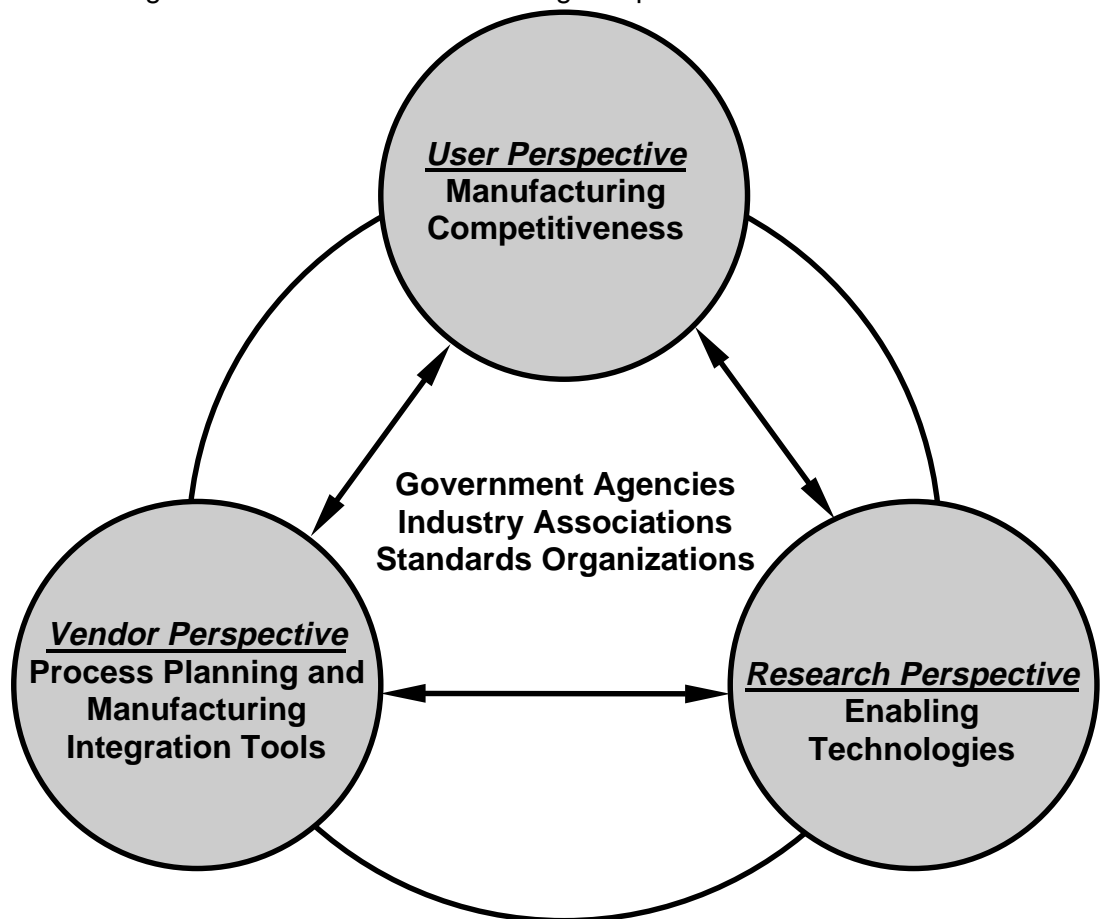 User Perspective
Manufacturing
Competitiveness
Government Agencies
Industry Associations
Standards Organizations
Vendor Perspective
Process Planning and
Manufacturing
Integration Tools
Research Perspective
Enabling
Technologies